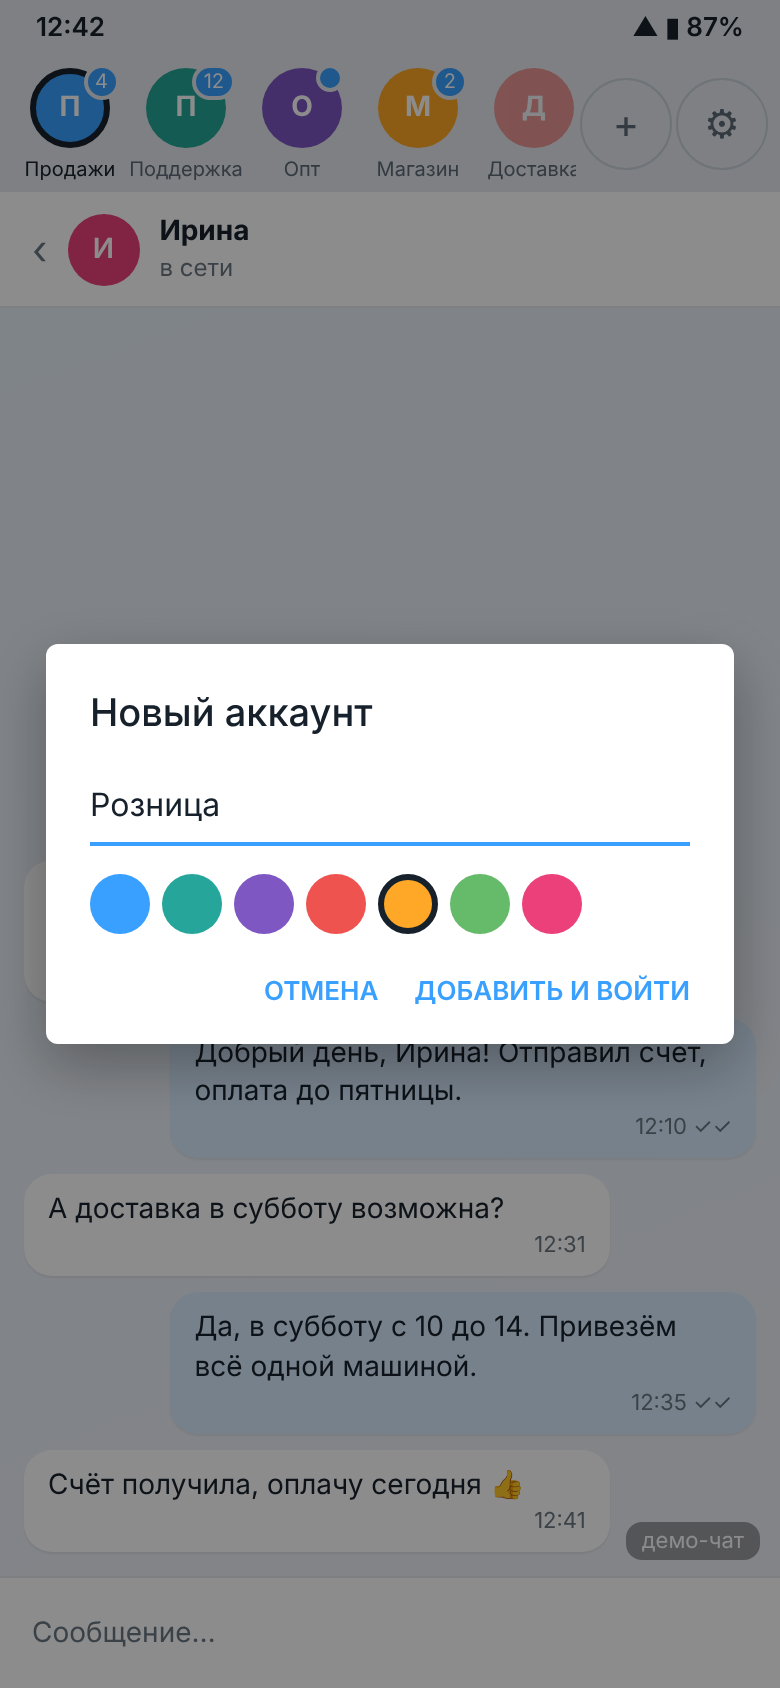 12:42
87%
П 4
П 12
О
М 2
Д
+
Продажи
Поддержка
Опт
Магазин
Доставка
И
Ирина
в сети
Новый аккаунт
Розница
ОТМЕНА
ДОБАВИТЬ И ВОЙТИ
Добрый день, Ирина! Отправил счёт,
оплата до пятницы.
12:10
А доставка в субботу возможна?
12:31
Да, в субботу с 10 до 14. Привезём
всё одной машиной.
12:35
Счёт получила, оплачу сегодня 👍
12:41
демо-чат
Сообщение...